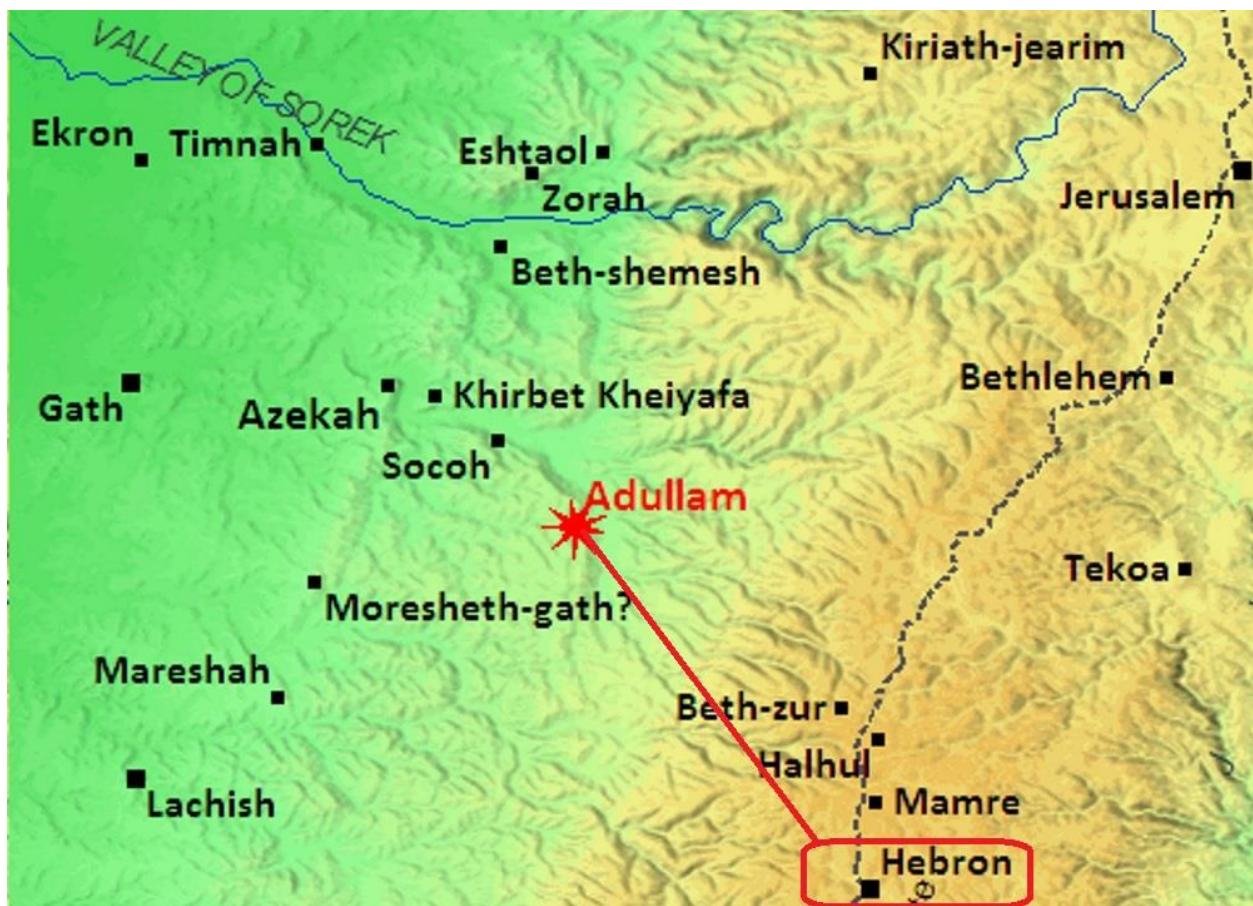 VALLEY OF SOREK
Kiriath-jearim
Ekron
Timnah
Eshtaol
Zorah
Jerusalem
Beth-shemesh
Bethlehem
Gath
Azekah
Khirbet Kheiyafa
Socoh
Adullam
Tekoa
Moresheth-gath?
Mareshah
Beth-zur
Halhul
Lachish
Mamre
Hebron